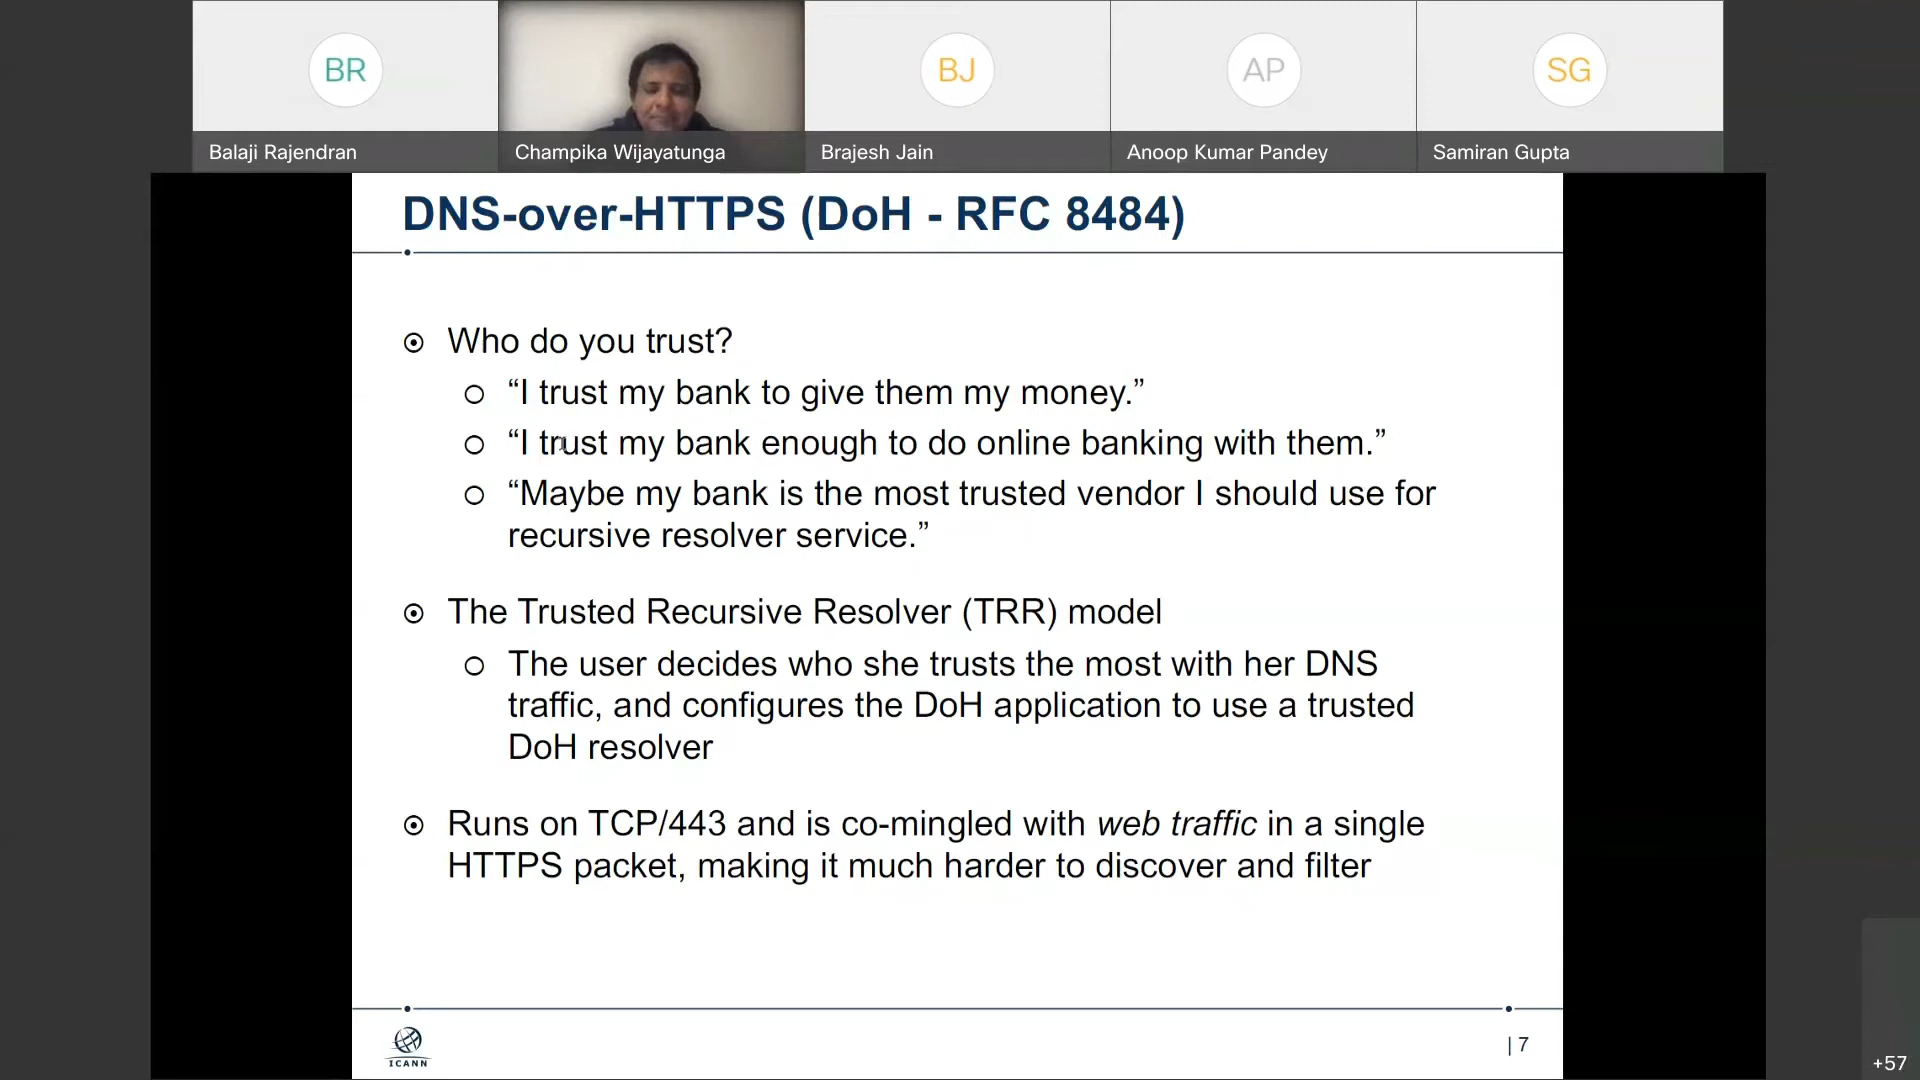 BR
BJ
AP
SG
Balaji Rajendran
Champika Wijayatunga
Brajesh Jain
Anoop Kumar Pandey
Samiran Gupta
DNS-over-HTTPS (DoH - RFC 8484)
Who do you trust?
“I trust my bank to give them my money.”
“I trust my bank enough to do online banking with them.”
“Maybe my bank is the most trusted vendor I should use for
recursive resolver service.”
The Trusted Recursive Resolver (TRR) model
The user decides who she trusts the most with her DNS
traffic, and configures the DoH application to use a trusted
DoH resolver
Runs on TCP/443 and is co-mingled with web traffic in a single
HTTPS packet, making it much harder to discover and filter
ICANN
| 7
+57